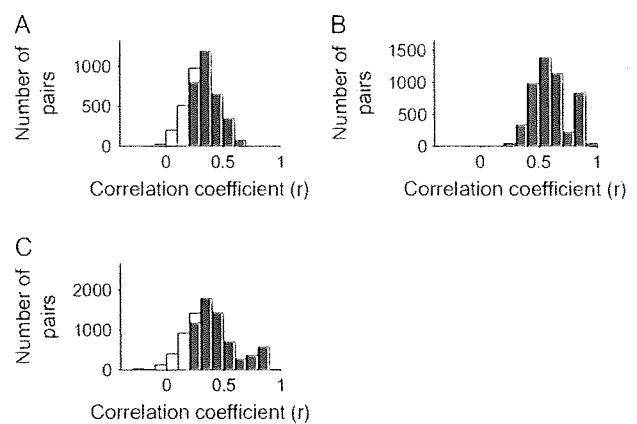 A
Number of
pairs
1000
500
0
0
0.5
1
Correlation coefficient (r)
B
Number of
pairs
1500
1000
500
0
0
0.5
1
Correlation coefficient (r)
C
Number of
pairs
2000
1000
0
0
0.5
1
Correlation coefficient (r)